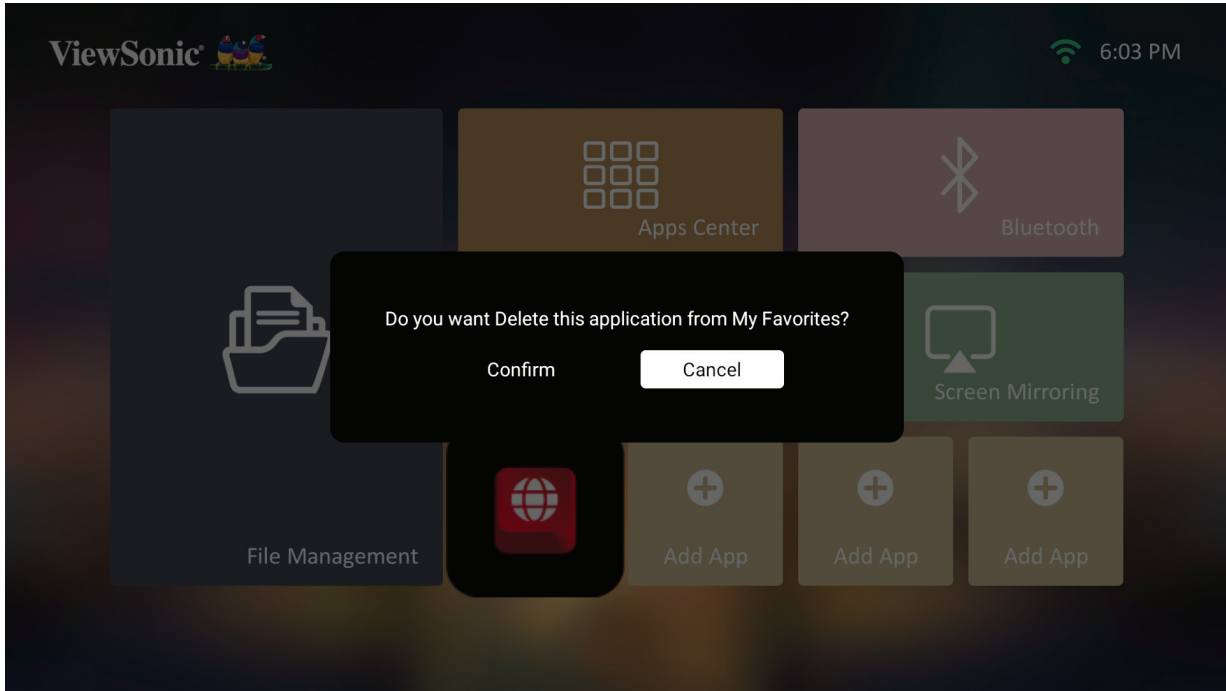 ViewSonic®
6:03 PM
Apps Center
Bluetooth
Do you want Delete this application from My Favorites?
Confirm
Cancel
Screen Mirroring
File Management
Add App
Add App
Add App